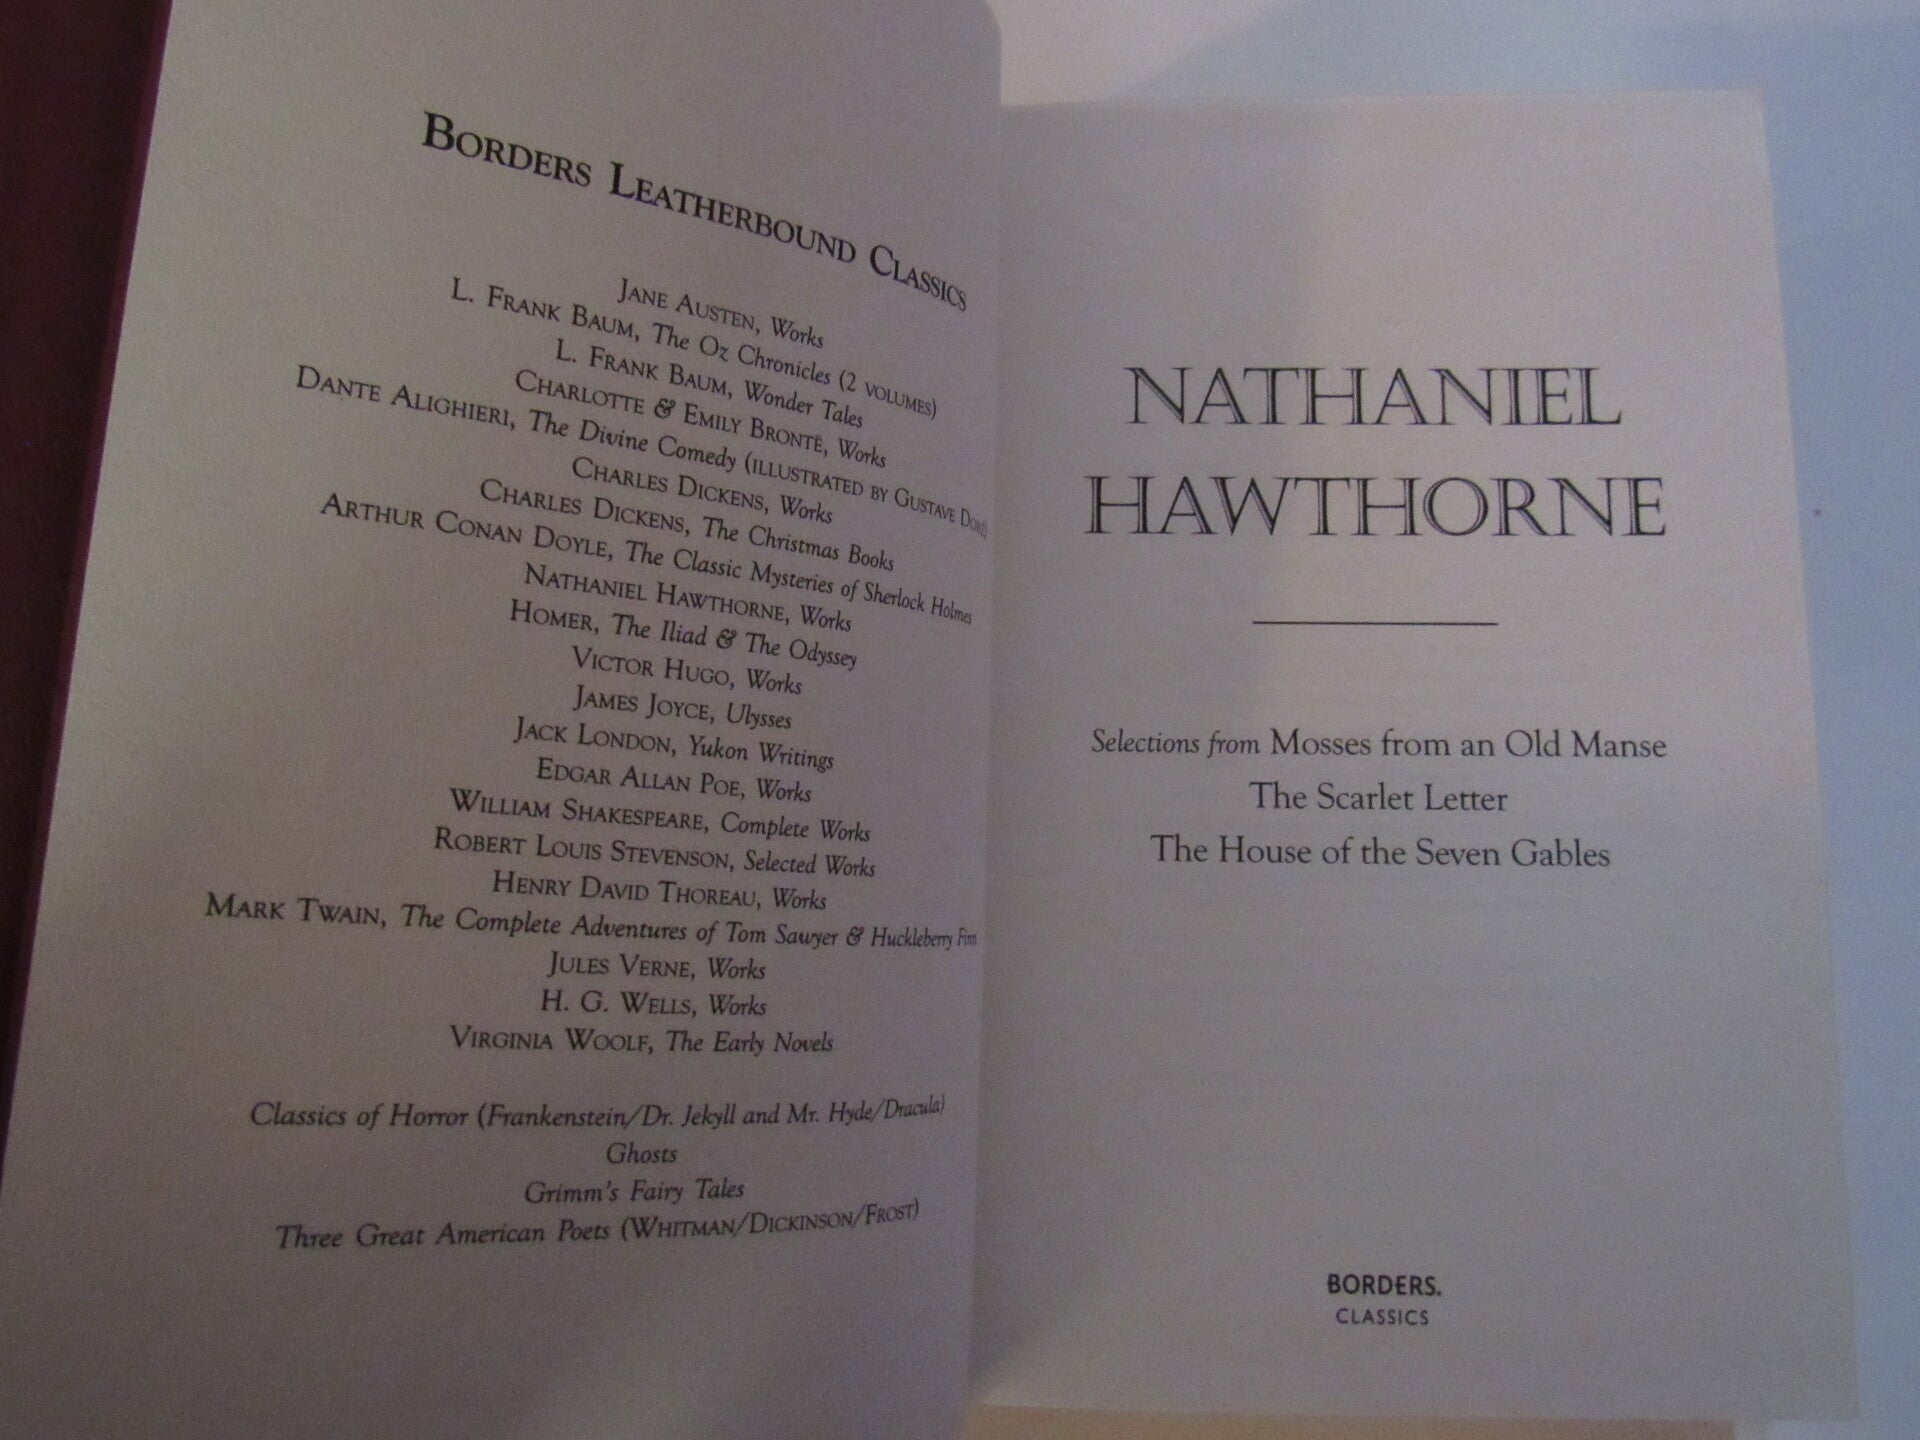 BORDERS LEATHERBOUND CLASSICS
JANE AUSTEN, Works
L. FRANK BAUM, The Oz Chronicles (2 VOLUMES)
L. FRANK BAUM, Wonder Tales
CHARLOTTE & EMILY BRONTË, Works
DANTE ALIGHIERI, The Divine Comedy (ILLUSTRATED BY GUSTAVE DORÉ)
CHARLES DICKENS, Works
CHARLES DICKENS, The Christmas Books
ARTHUR CONAN DOYLE, The Classic Mysteries of Sherlock Holmes
NATHANIEL HAWTHORNE, Works
HOMER, The Iliad & The Odyssey
VICTOR HUGO, Works
JAMES JOYCE, Ulysses
JACK LONDON, Yukon Writings
EDGAR ALLAN POE, Works
WILLIAM SHAKESPEARE, Complete Works
ROBERT LOUIS STEVENSON, Selected Works
HENRY DAVID THOREAU, Works
MARK TWAIN, The Complete Adventures of Tom Sawyer & Huckleberry Finn
JULES VERNE, Works
H. G. WELLS, Works
VIRGINIA WOOLF, The Early Novels
Classics of Horror (Frankenstein/Dr. Jekyll and Mr. Hyde/Dracula)
Ghosts
Grimm's Fairy Tales
Three Great American Poets (WHITMAN/DICKINSON/FROST)
NATHANIEL
HAWTHORNE
Selections from Mosses from an Old Manse
The Scarlet Letter
The House of the Seven Gables
BORDERS.
CLASSICS